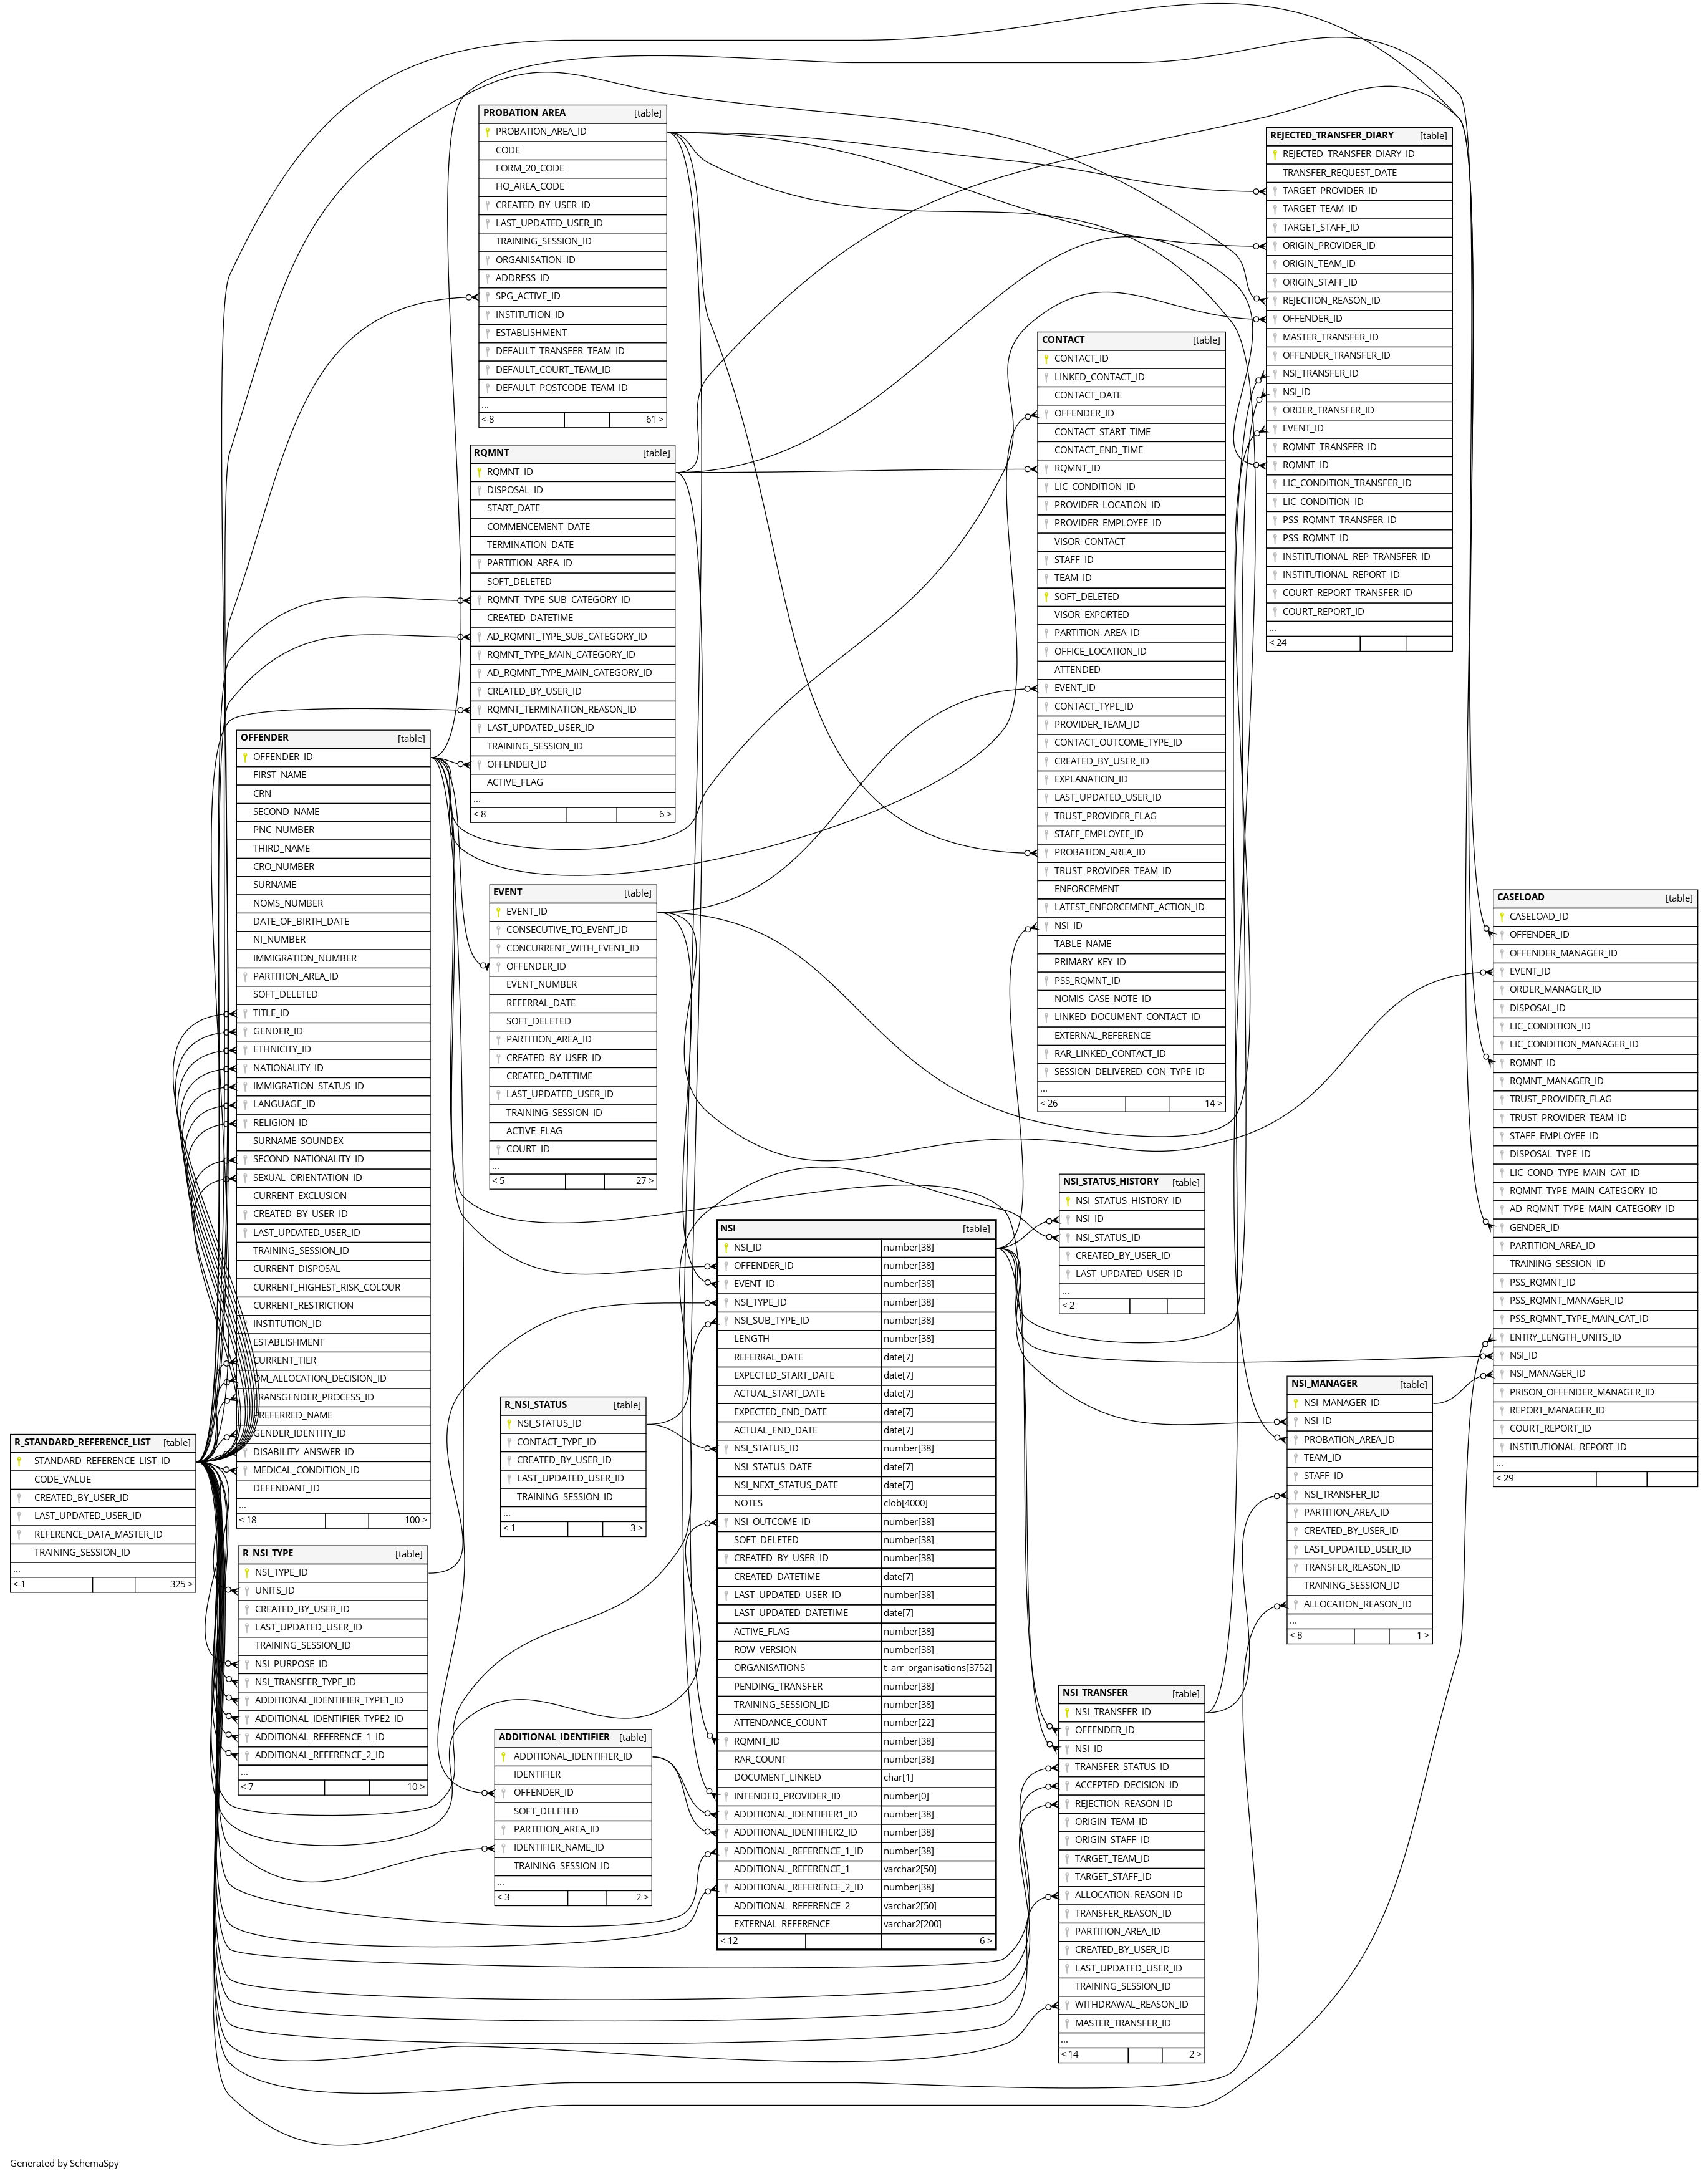 PROBATION_AREA [table]
PROBATION_AREA_ID
CODE
FORM_20_CODE
HO_AREA_CODE
CREATED_BY_USER_ID
LAST_UPDATED_USER_ID
TRAINING_SESSION_ID
ORGANISATION_ID
ADDRESS_ID
SPG_ACTIVE_ID
INSTITUTION_ID
ESTABLISHMENT
DEFAULT_TRANSFER_TEAM_ID
DEFAULT_COURT_TEAM_ID
DEFAULT_POSTCODE_TEAM_ID
...
< 8 61 >
REJECTED_TRANSFER_DIARY [table]
REJECTED_TRANSFER_DIARY_ID
TRANSFER_REQUEST_DATE
TARGET_PROVIDER_ID
TARGET_TEAM_ID
TARGET_STAFF_ID
ORIGIN_PROVIDER_ID
ORIGIN_TEAM_ID
ORIGIN_STAFF_ID
REJECTION_REASON_ID
OFFENDER_ID
MASTER_TRANSFER_ID
OFFENDER_TRANSFER_ID
NSI_TRANSFER_ID
NSI_ID
ORDER_TRANSFER_ID
EVENT_ID
RQMNT_TRANSFER_ID
RQMNT_ID
LIC_CONDITION_TRANSFER_ID
LIC_CONDITION_ID
PSS_RQMNT_TRANSFER_ID
PSS_RQMNT_ID
INSTITUTIONAL_REP_TRANSFER_ID
INSTITUTIONAL_REPORT_ID
COURT_REPORT_TRANSFER_ID
COURT_REPORT_ID
...
< 24
CONTACT [table]
CONTACT_ID
LINKED_CONTACT_ID
CONTACT_DATE
OFFENDER_ID
CONTACT_START_TIME
CONTACT_END_TIME
RQMNT_ID
LIC_CONDITION_ID
PROVIDER_LOCATION_ID
PROVIDER_EMPLOYEE_ID
VISOR_CONTACT
STAFF_ID
TEAM_ID
SOFT_DELETED
VISOR_EXPORTED
PARTITION_AREA_ID
OFFICE_LOCATION_ID
ATTENDED
EVENT_ID
CONTACT_TYPE_ID
PROVIDER_TEAM_ID
CONTACT_OUTCOME_TYPE_ID
CREATED_BY_USER_ID
EXPLANATION_ID
LAST_UPDATED_USER_ID
TRUST_PROVIDER_FLAG
STAFF_EMPLOYEE_ID
PROBATION_AREA_ID
TRUST_PROVIDER_TEAM_ID
ENFORCEMENT
LATEST_ENFORCEMENT_ACTION_ID
NSI_ID
TABLE_NAME
PRIMARY_KEY_ID
PSS_RQMNT_ID
NOMIS_CASE_NOTE_ID
LINKED_DOCUMENT_CONTACT_ID
EXTERNAL_REFERENCE
RAR_LINKED_CONTACT_ID
SESSION_DELIVERED_CON_TYPE_ID
...
< 26 14 >
RQMNT [table]
RQMNT_ID
DISPOSAL_ID
START_DATE
COMMENCEMENT_DATE
TERMINATION_DATE
PARTITION_AREA_ID
SOFT_DELETED
RQMNT_TYPE_SUB_CATEGORY_ID
CREATED_DATETIME
AD_RQMNT_TYPE_SUB_CATEGORY_ID
RQMNT_TYPE_MAIN_CATEGORY_ID
AD_RQMNT_TYPE_MAIN_CATEGORY_ID
CREATED_BY_USER_ID
RQMNT_TERMINATION_REASON_ID
LAST_UPDATED_USER_ID
TRAINING_SESSION_ID
OFFENDER_ID
ACTIVE_FLAG
...
< 8 6 >
OFFENDER [table]
OFFENDER_ID
FIRST_NAME
CRN
SECOND_NAME
PNC_NUMBER
THIRD_NAME
CRO_NUMBER
SURNAME
NOMS_NUMBER
DATE_OF_BIRTH_DATE
NI_NUMBER
IMMIGRATION_NUMBER
PARTITION_AREA_ID
SOFT_DELETED
TITLE_ID
GENDER_ID
ETHNICITY_ID
NATIONALITY_ID
IMMIGRATION_STATUS_ID
LANGUAGE_ID
RELIGION_ID
SURNAME_SOUNDEX
SECOND_NATIONALITY_ID
SEXUAL_ORIENTATION_ID
CURRENT_EXCLUSION
CREATED_BY_USER_ID
LAST_UPDATED_USER_ID
TRAINING_SESSION_ID
CURRENT_DISPOSAL
CURRENT_HIGHEST_RISK_COLOUR
CURRENT_RESTRICTION
INSTITUTION_ID
ESTABLISHMENT
CURRENT_TIER
OM_ALLOCATION_DECISION_ID
TRANSGENDER_PROCESS_ID
PREFERRED_NAME
GENDER_IDENTITY_ID
DISABILITY_ANSWER_ID
MEDICAL_CONDITION_ID
DEFENDANT_ID
...
< 18 100 >
EVENT [table]
EVENT_ID
CONSECUTIVE_TO_EVENT_ID
CONCURRENT_WITH_EVENT_ID
OFFENDER_ID
EVENT_NUMBER
REFERRAL_DATE
SOFT_DELETED
PARTITION_AREA_ID
CREATED_BY_USER_ID
CREATED_DATETIME
LAST_UPDATED_USER_ID
TRAINING_SESSION_ID
ACTIVE_FLAG
COURT_ID
...
< 5 27 >
CASELOAD [table]
CASELOAD_ID
OFFENDER_ID
OFFENDER_MANAGER_ID
EVENT_ID
ORDER_MANAGER_ID
DISPOSAL_ID
LIC_CONDITION_ID
LIC_CONDITION_MANAGER_ID
RQMNT_ID
RQMNT_MANAGER_ID
TRUST_PROVIDER_FLAG
TRUST_PROVIDER_TEAM_ID
STAFF_EMPLOYEE_ID
DISPOSAL_TYPE_ID
LIC_COND_TYPE_MAIN_CAT_ID
RQMNT_TYPE_MAIN_CATEGORY_ID
AD_RQMNT_TYPE_MAIN_CATEGORY_ID
GENDER_ID
PARTITION_AREA_ID
TRAINING_SESSION_ID
PSS_RQMNT_ID
PSS_RQMNT_MANAGER_ID
PSS_RQMNT_TYPE_MAIN_CAT_ID
ENTRY_LENGTH_UNITS_ID
NSI_ID
NSI_MANAGER_ID
PRISON_OFFENDER_MANAGER_ID
REPORT_MANAGER_ID
COURT_REPORT_ID
INSTITUTIONAL_REPORT_ID
...
< 29
NSI_STATUS_HISTORY [table]
NSI_STATUS_HISTORY_ID
NSI_ID
NSI_STATUS_ID
CREATED_BY_USER_ID
LAST_UPDATED_USER_ID
...
< 2
NSI [table]
NSI_ID number[38]
OFFENDER_ID number[38]
EVENT_ID number[38]
NSI_TYPE_ID number[38]
NSI_SUB_TYPE_ID number[38]
LENGTH number[38]
REFERRAL_DATE date[7]
EXPECTED_START_DATE date[7]
ACTUAL_START_DATE date[7]
EXPECTED_END_DATE date[7]
ACTUAL_END_DATE date[7]
NSI_STATUS_ID number[38]
NSI_STATUS_DATE date[7]
NSI_NEXT_STATUS_DATE date[7]
NOTES clob[4000]
NSI_OUTCOME_ID number[38]
SOFT_DELETED number[38]
CREATED_BY_USER_ID number[38]
CREATED_DATETIME date[7]
LAST_UPDATED_USER_ID number[38]
LAST_UPDATED_DATETIME date[7]
ACTIVE_FLAG number[38]
ROW_VERSION number[38]
ORGANISATIONS t_arr_organisations[3752]
PENDING_TRANSFER number[38]
TRAINING_SESSION_ID number[38]
ATTENDANCE_COUNT number[22]
RQMNT_ID number[38]
RAR_COUNT number[38]
DOCUMENT_LINKED char[1]
INTENDED_PROVIDER_ID number[0]
ADDITIONAL_IDENTIFIER1_ID number[38]
ADDITIONAL_IDENTIFIER2_ID number[38]
ADDITIONAL_REFERENCE_1_ID number[38]
ADDITIONAL_REFERENCE_1 varchar2[50]
ADDITIONAL_REFERENCE_2_ID number[38]
ADDITIONAL_REFERENCE_2 varchar2[50]
EXTERNAL_REFERENCE varchar2[200]
< 12 6 >
R_NSI_STATUS [table]
NSI_STATUS_ID
CONTACT_TYPE_ID
CREATED_BY_USER_ID
LAST_UPDATED_USER_ID
TRAINING_SESSION_ID
...
< 1 3 >
NSI_MANAGER [table]
NSI_MANAGER_ID
NSI_ID
PROBATION_AREA_ID
TEAM_ID
STAFF_ID
NSI_TRANSFER_ID
PARTITION_AREA_ID
CREATED_BY_USER_ID
LAST_UPDATED_USER_ID
TRANSFER_REASON_ID
TRAINING_SESSION_ID
ALLOCATION_REASON_ID
...
< 8 1 >
R_STANDARD_REFERENCE_LIST [table]
STANDARD_REFERENCE_LIST_ID
CODE_VALUE
CREATED_BY_USER_ID
LAST_UPDATED_USER_ID
REFERENCE_DATA_MASTER_ID
TRAINING_SESSION_ID
...
< 1 325 >
R_NSI_TYPE [table]
NSI_TYPE_ID
UNITS_ID
CREATED_BY_USER_ID
LAST_UPDATED_USER_ID
TRAINING_SESSION_ID
NSI_PURPOSE_ID
NSI_TRANSFER_TYPE_ID
ADDITIONAL_IDENTIFIER_TYPE1_ID
ADDITIONAL_IDENTIFIER_TYPE2_ID
ADDITIONAL_REFERENCE_1_ID
ADDITIONAL_REFERENCE_2_ID
...
< 7 10 >
ADDITIONAL_IDENTIFIER [table]
ADDITIONAL_IDENTIFIER_ID
IDENTIFIER
OFFENDER_ID
SOFT_DELETED
PARTITION_AREA_ID
IDENTIFIER_NAME_ID
TRAINING_SESSION_ID
...
< 3 2 >
NSI_TRANSFER [table]
NSI_TRANSFER_ID
OFFENDER_ID
NSI_ID
TRANSFER_STATUS_ID
ACCEPTED_DECISION_ID
REJECTION_REASON_ID
ORIGIN_TEAM_ID
ORIGIN_STAFF_ID
TARGET_TEAM_ID
TARGET_STAFF_ID
ALLOCATION_REASON_ID
TRANSFER_REASON_ID
PARTITION_AREA_ID
CREATED_BY_USER_ID
LAST_UPDATED_USER_ID
TRAINING_SESSION_ID
WITHDRAWAL_REASON_ID
MASTER_TRANSFER_ID
...
< 14 2 >
Generated by SchemaSpy